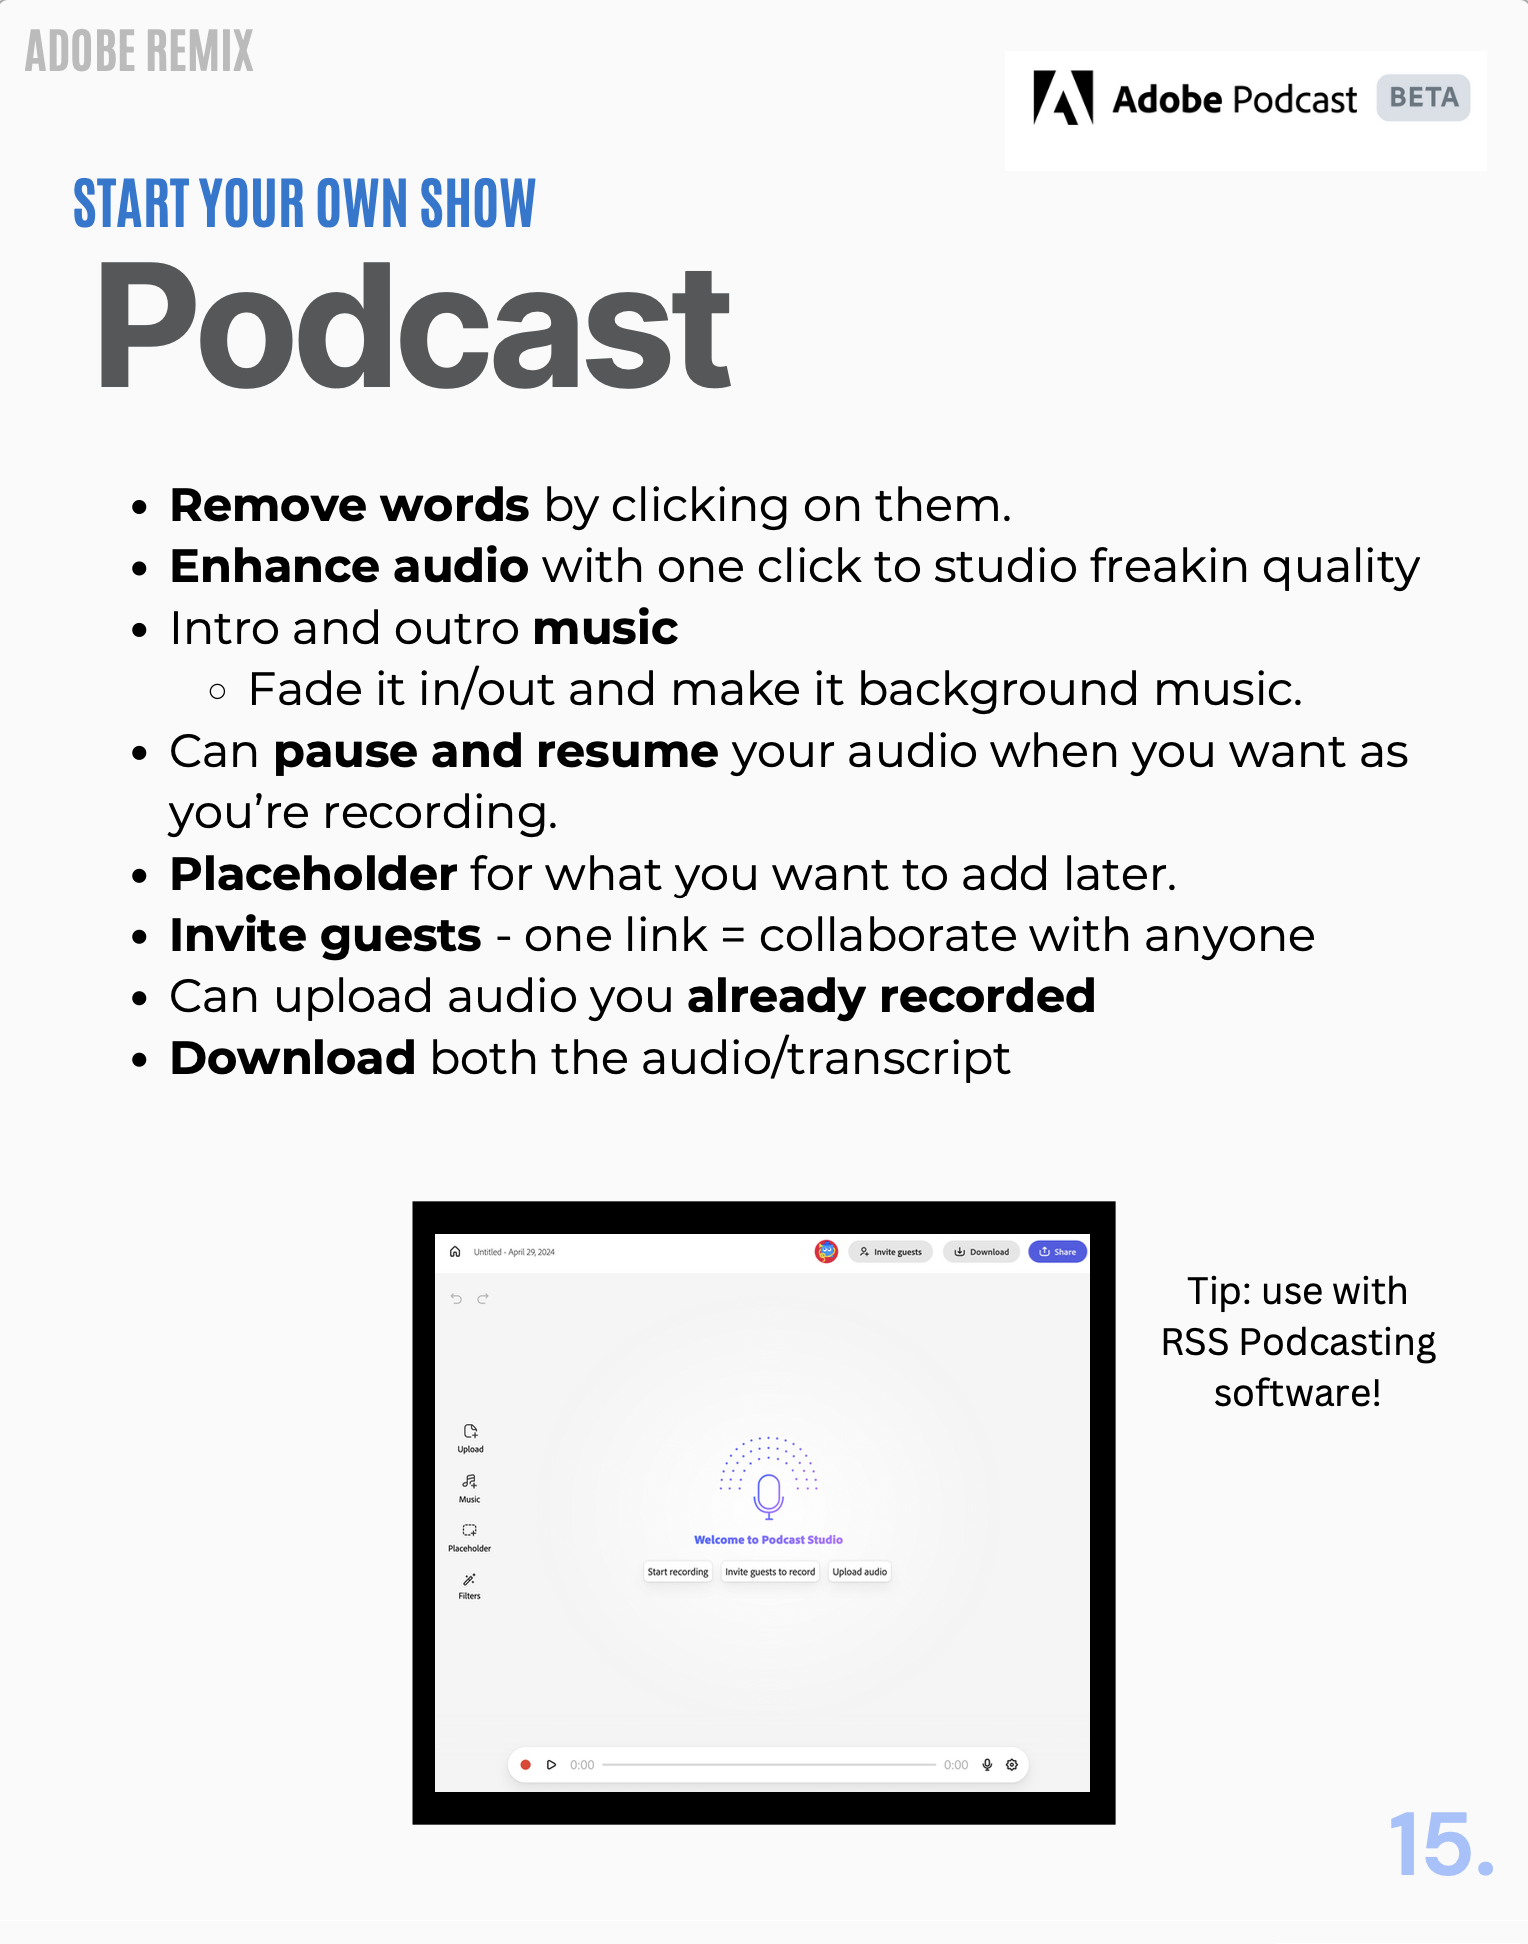 ADOBE REMIX
Adobe Podcast BETA
START YOUR OWN SHOW
Podcast
• Remove words by clicking on them.
• Enhance audio with one click to studio freakin quality
• Intro and outro music
◦ Fade it in/out and make it background music.
• Can pause and resume your audio when you want as
you’re recording.
• Placeholder for what you want to add later.
• Invite guests - one link = collaborate with anyone
• Can upload audio you already recorded
• Download both the audio/transcript
Untitled - April 29, 2024
Invite guests
Download
Share
Upload
Music
Placeholder
Filters
Welcome to Podcast Studio
Start recording
Invite guests to record
Upload audio
0:00
0:00
Tip: use with
RSS Podcasting
software!
15.